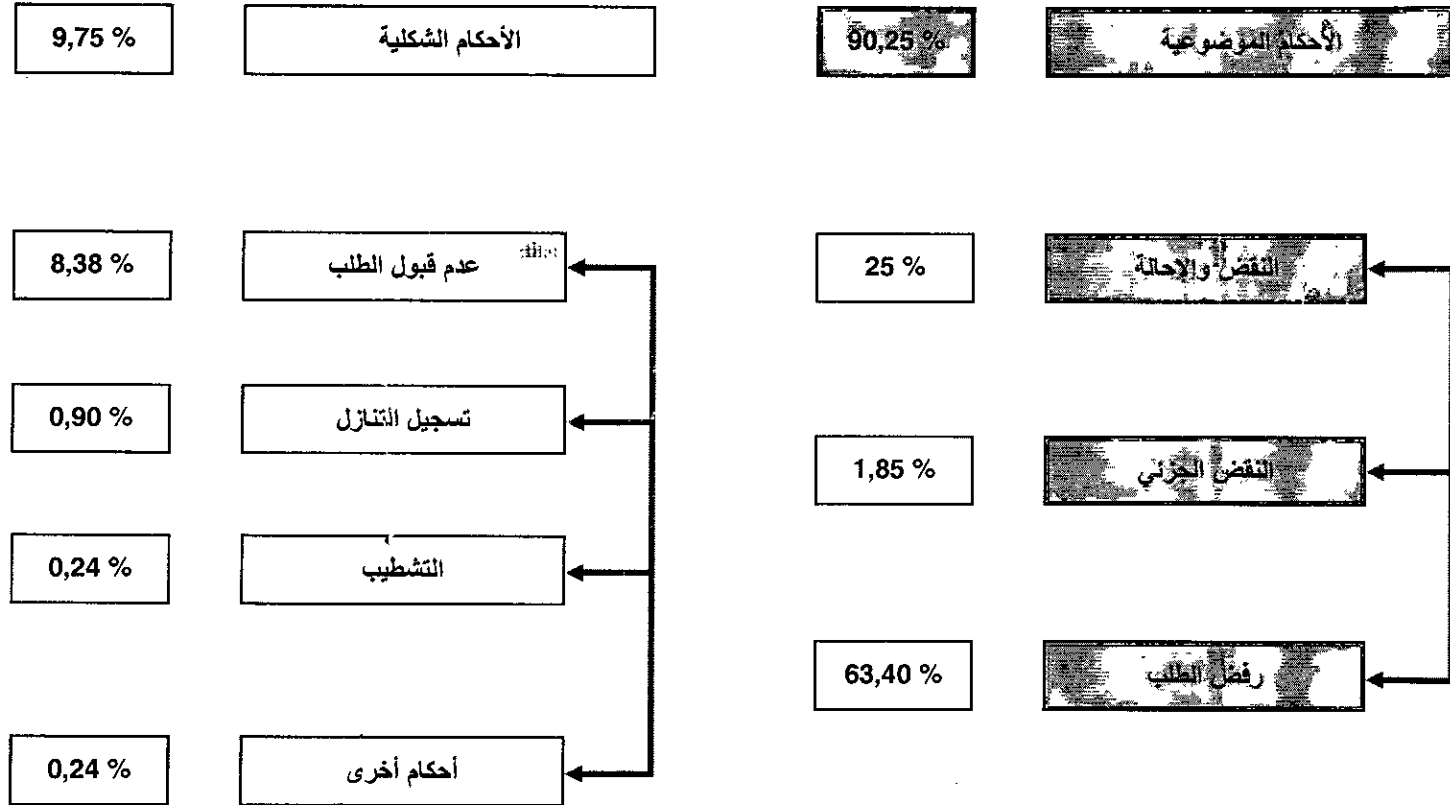 الأحكام الموضوعية
90,25 %
النقض والاحالة
25 %
النقض الجزئي
1,85 %
رفض الطلب
63,40 %
الأحكام الشكلية
9,75 %
عدم قبول الطلب
8,38 %
تسجيل التنازل
0,90 %
التشطيب
0,24 %
أحكام أخرى
0,24 %